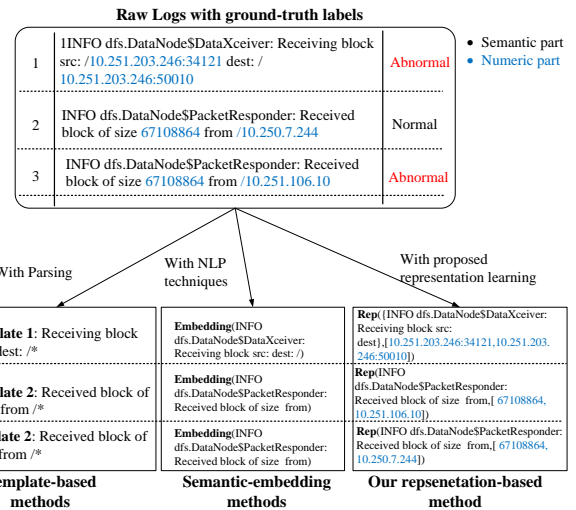 Raw Logs with ground-truth labels
1
1INFO dfs.DataNode$DataXceiver: Receiving block
src: /10.251.203.246:34121 dest: /
10.251.203.246:50010
Abnormal
2
INFO dfs.DataNode$PacketResponder: Received
block of size 67108864 from /10.250.7.244
Normal
3
INFO dfs.DataNode$PacketResponder: Received
block of size 67108864 from /10.251.106.10
Abnormal
• Semantic part
• Numeric part
With Parsing
With NLP
techniques
With proposed
representation learning
late 1: Receiving block
dest: /*
late 2: Received block of
from /*
late 2: Received block of
from /*
emplate-based
methods
Embedding(INFO
dfs.DataNode$DataXceiver:
Receiving block src: dest: /)
Embedding(INFO
dfs.DataNode$PacketResponder:
Received block of size from)
Embedding(INFO
dfs.DataNode$PacketResponder:
Received block of size from)
Semantic-embedding
methods
Rep({INFO dfs.DataNode$DataXceiver:
Receiving block src:
dest},[10.251.203.246:34121,10.251.203.
246:50010])
Rep(INFO
dfs.DataNode$PacketResponder:
Received block of size from,[ 67108864,
10.251.106.10])
Rep(INFO dfs.DataNode$PacketResponder:
Received block of size from,[ 67108864,
10.250.7.244])
Our repsenetation-based
method